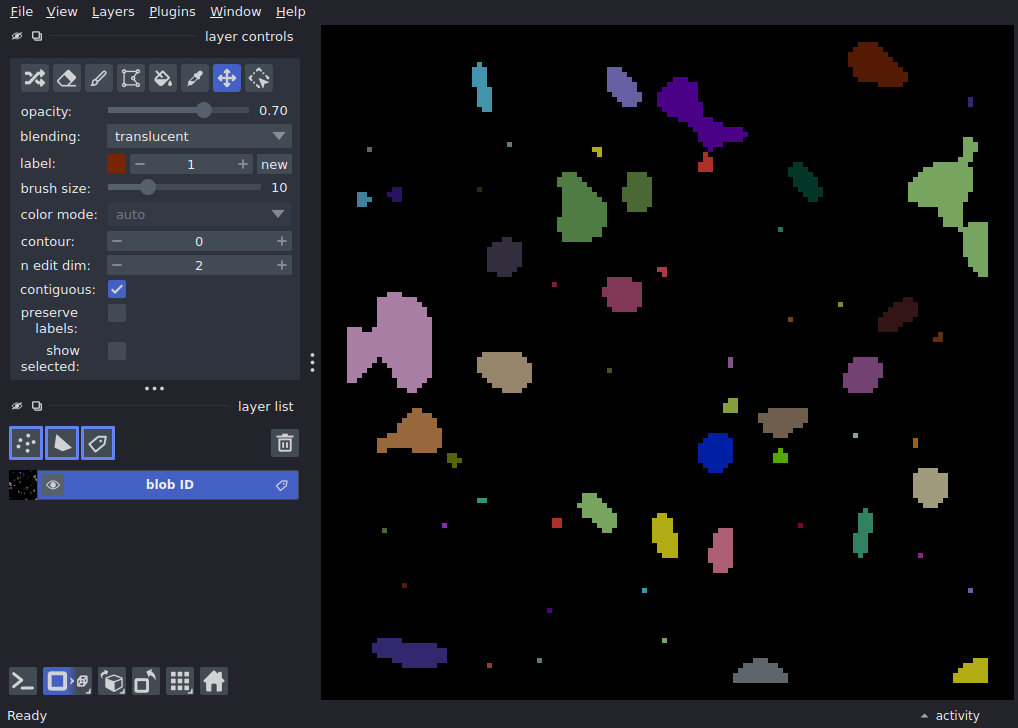 File View Layers Plugins Window Help
layer controls
opacity: 0.70
blending: translucent
label: 1 new
brush size: 10
color mode: auto
contour: 0
n edit dim: 2
contiguous:
preserve
labels:
show
selected:
layer list
blob ID
Ready
activity